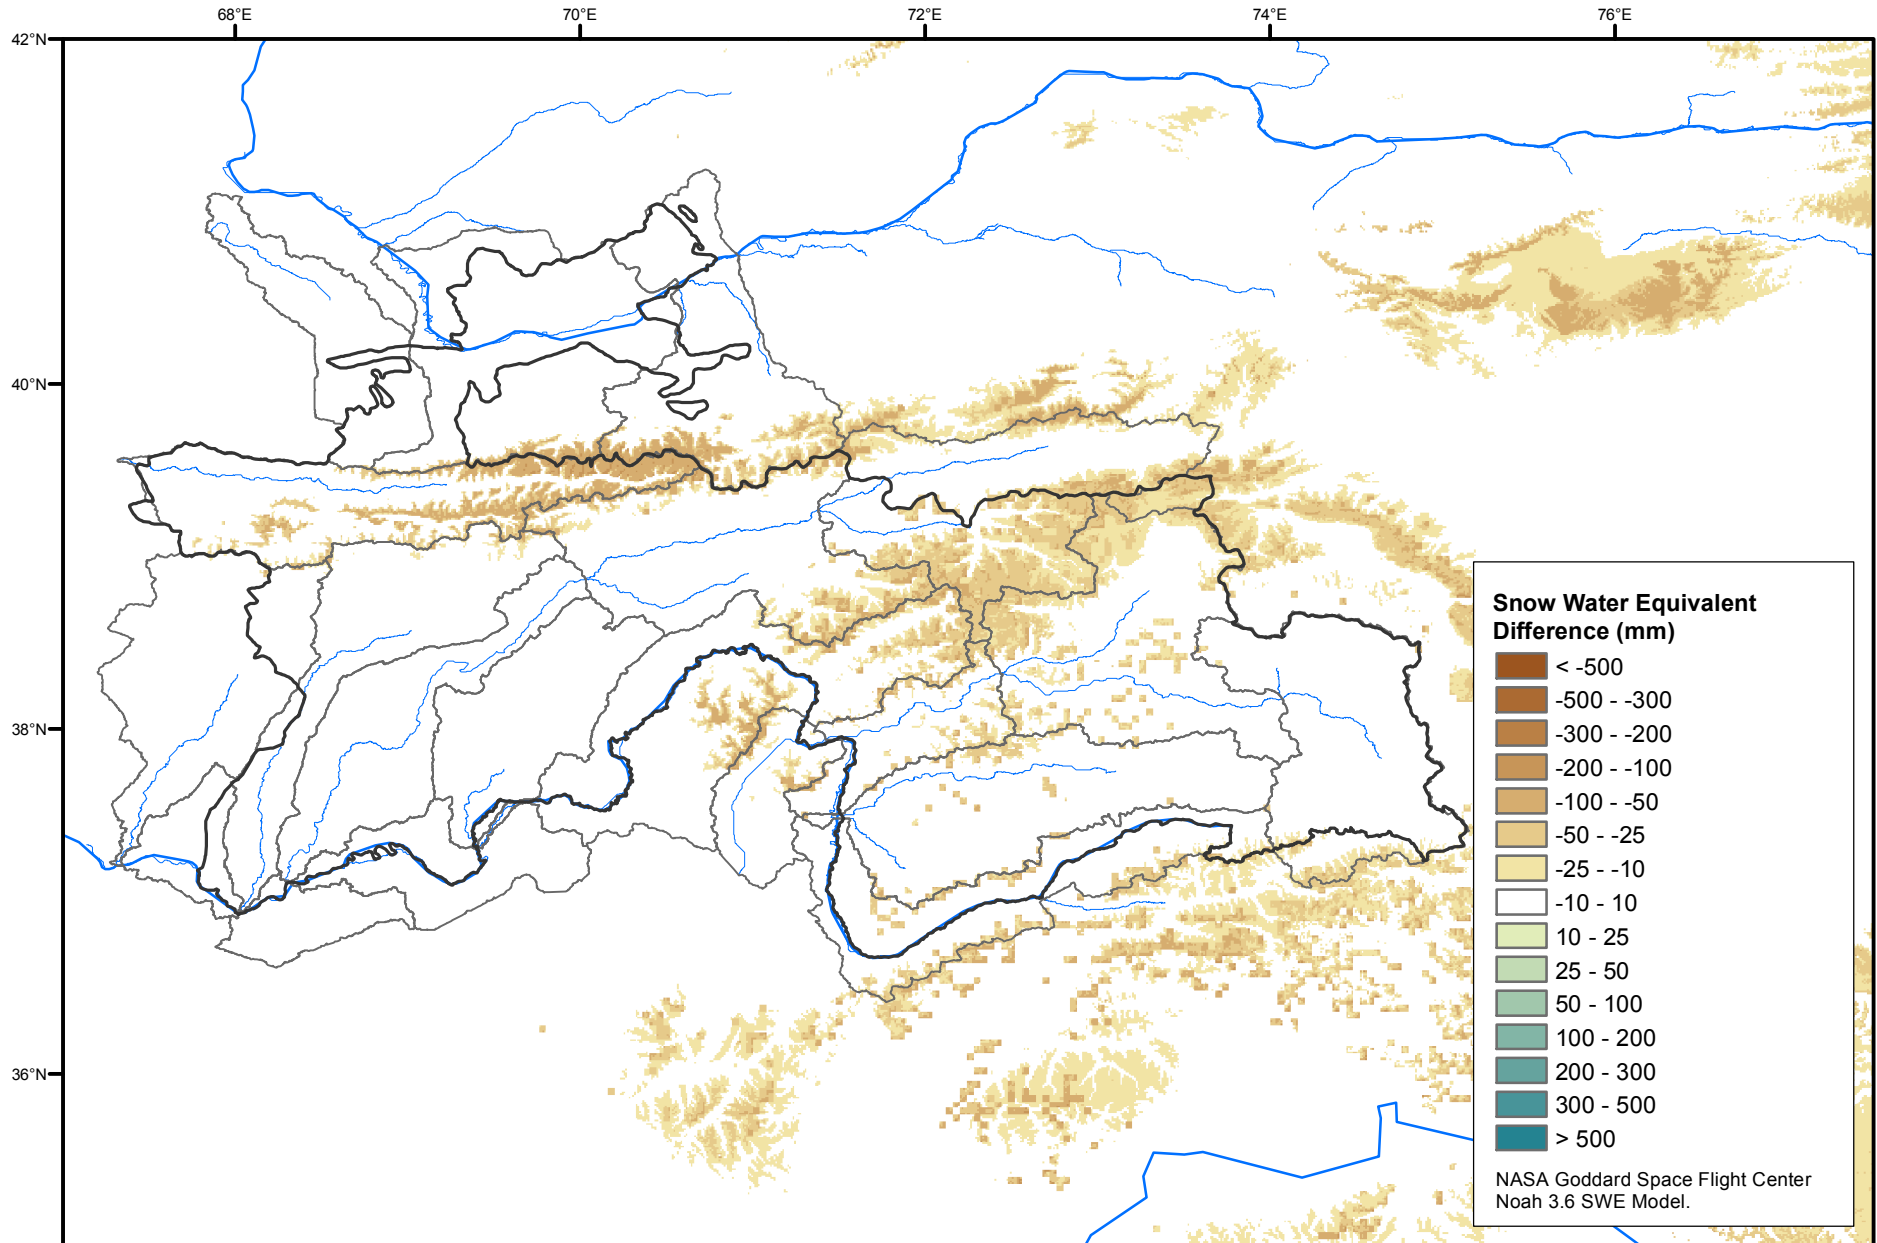 68°E 70°E 72°E 74°E 76°E
42°N
40°N
38°N
36°N
Snow Water Equivalent
Difference (mm)
< -500
-500 - -300
-300 - -200
-200 - -100
-100 - -50
-50 - -25
-25 - -10
-10 - 10
10 - 25
25 - 50
50 - 100
100 - 200
200 - 300
300 - 500
> 500
NASA Goddard Space Flight Center
Noah 3.6 SWE Model.